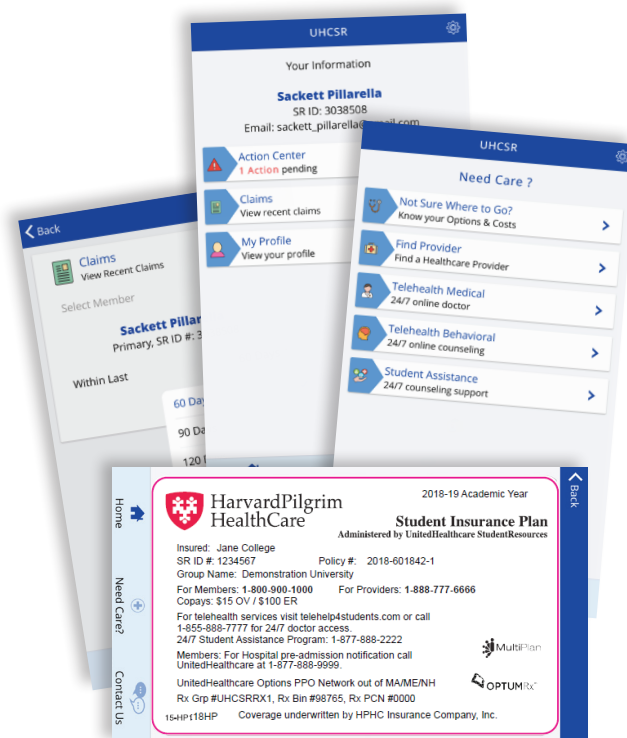 UHCSR
Your Information
Sackett Pillarella
SR ID: 3038508
Email: sackett_pillarella@
.com
Action Center
1 Action pending
Claims
View recent claims
My Profile
View your profile
UHCSR
Need Care ?
Not Sure Where to Go?
Know your Options & Costs
Find Provider
Find a Healthcare Provider
Telehealth Medical
24/7 online doctor
Telehealth Behavioral
24/7 online counseling
Student Assistance
24/7 counseling support
Back
Claims
View Recent Claims
Select Member
Sackett Pillar
Primary, SR ID #: 3
Within Last
60 Da
90 Da
120
Back
Home
Need Care?
Contact Us
HarvardPilgrim
HealthCare
2018-19 Academic Year
Student Insurance Plan
Administered by UnitedHealthcare StudentResources
Insured: Jane College
SR ID #: 1234567 Policy #: 2018-601842-1
Group Name: Demonstration University
For Members: 1-800-900-1000 For Providers: 1-888-777-6666
Copays: $15 OV / $100 ER
For telehealth services visit telehelp4students.com or call
1-855-888-7777 for 24/7 doctor access.
24/7 Student Assistance Program: 1-877-888-2222
Members: For Hospital pre-admission notification call
UnitedHealthcare at 1-877-888-9999.
MultiPlan
UnitedHealthcare Options PPO Network out of MA/ME/NH
OPTUMRx
Rx Grp #UHCSRRX1, Rx Bin #98765, Rx PCN #0000
18HP Coverage underwritten by HPHC Insurance Company, Inc.